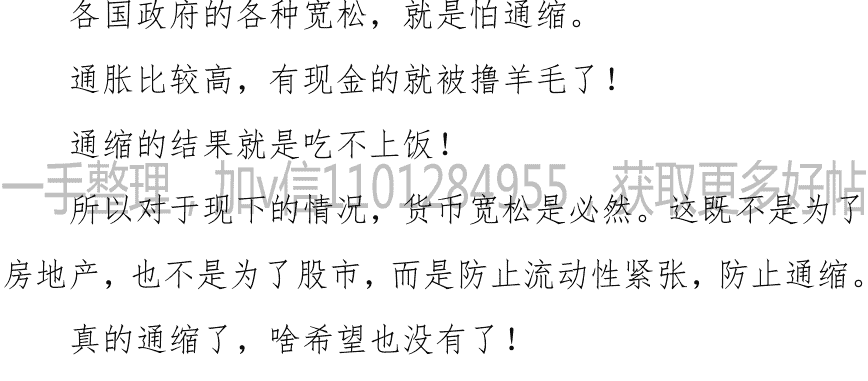 各国政府的各种宽松，就是怕通缩。
通胀比较高，有现金的就被撸羊毛了！
通缩的结果就是吃不上饭！
一手整理，加v信1101284955，获取更多好帖
所以对于现下的情况，货币宽松是必然。这既不是为了
房地产，也不是为了股市，而是防止流动性紧张，防止通缩。
真的通缩了，啥希望也没有了！